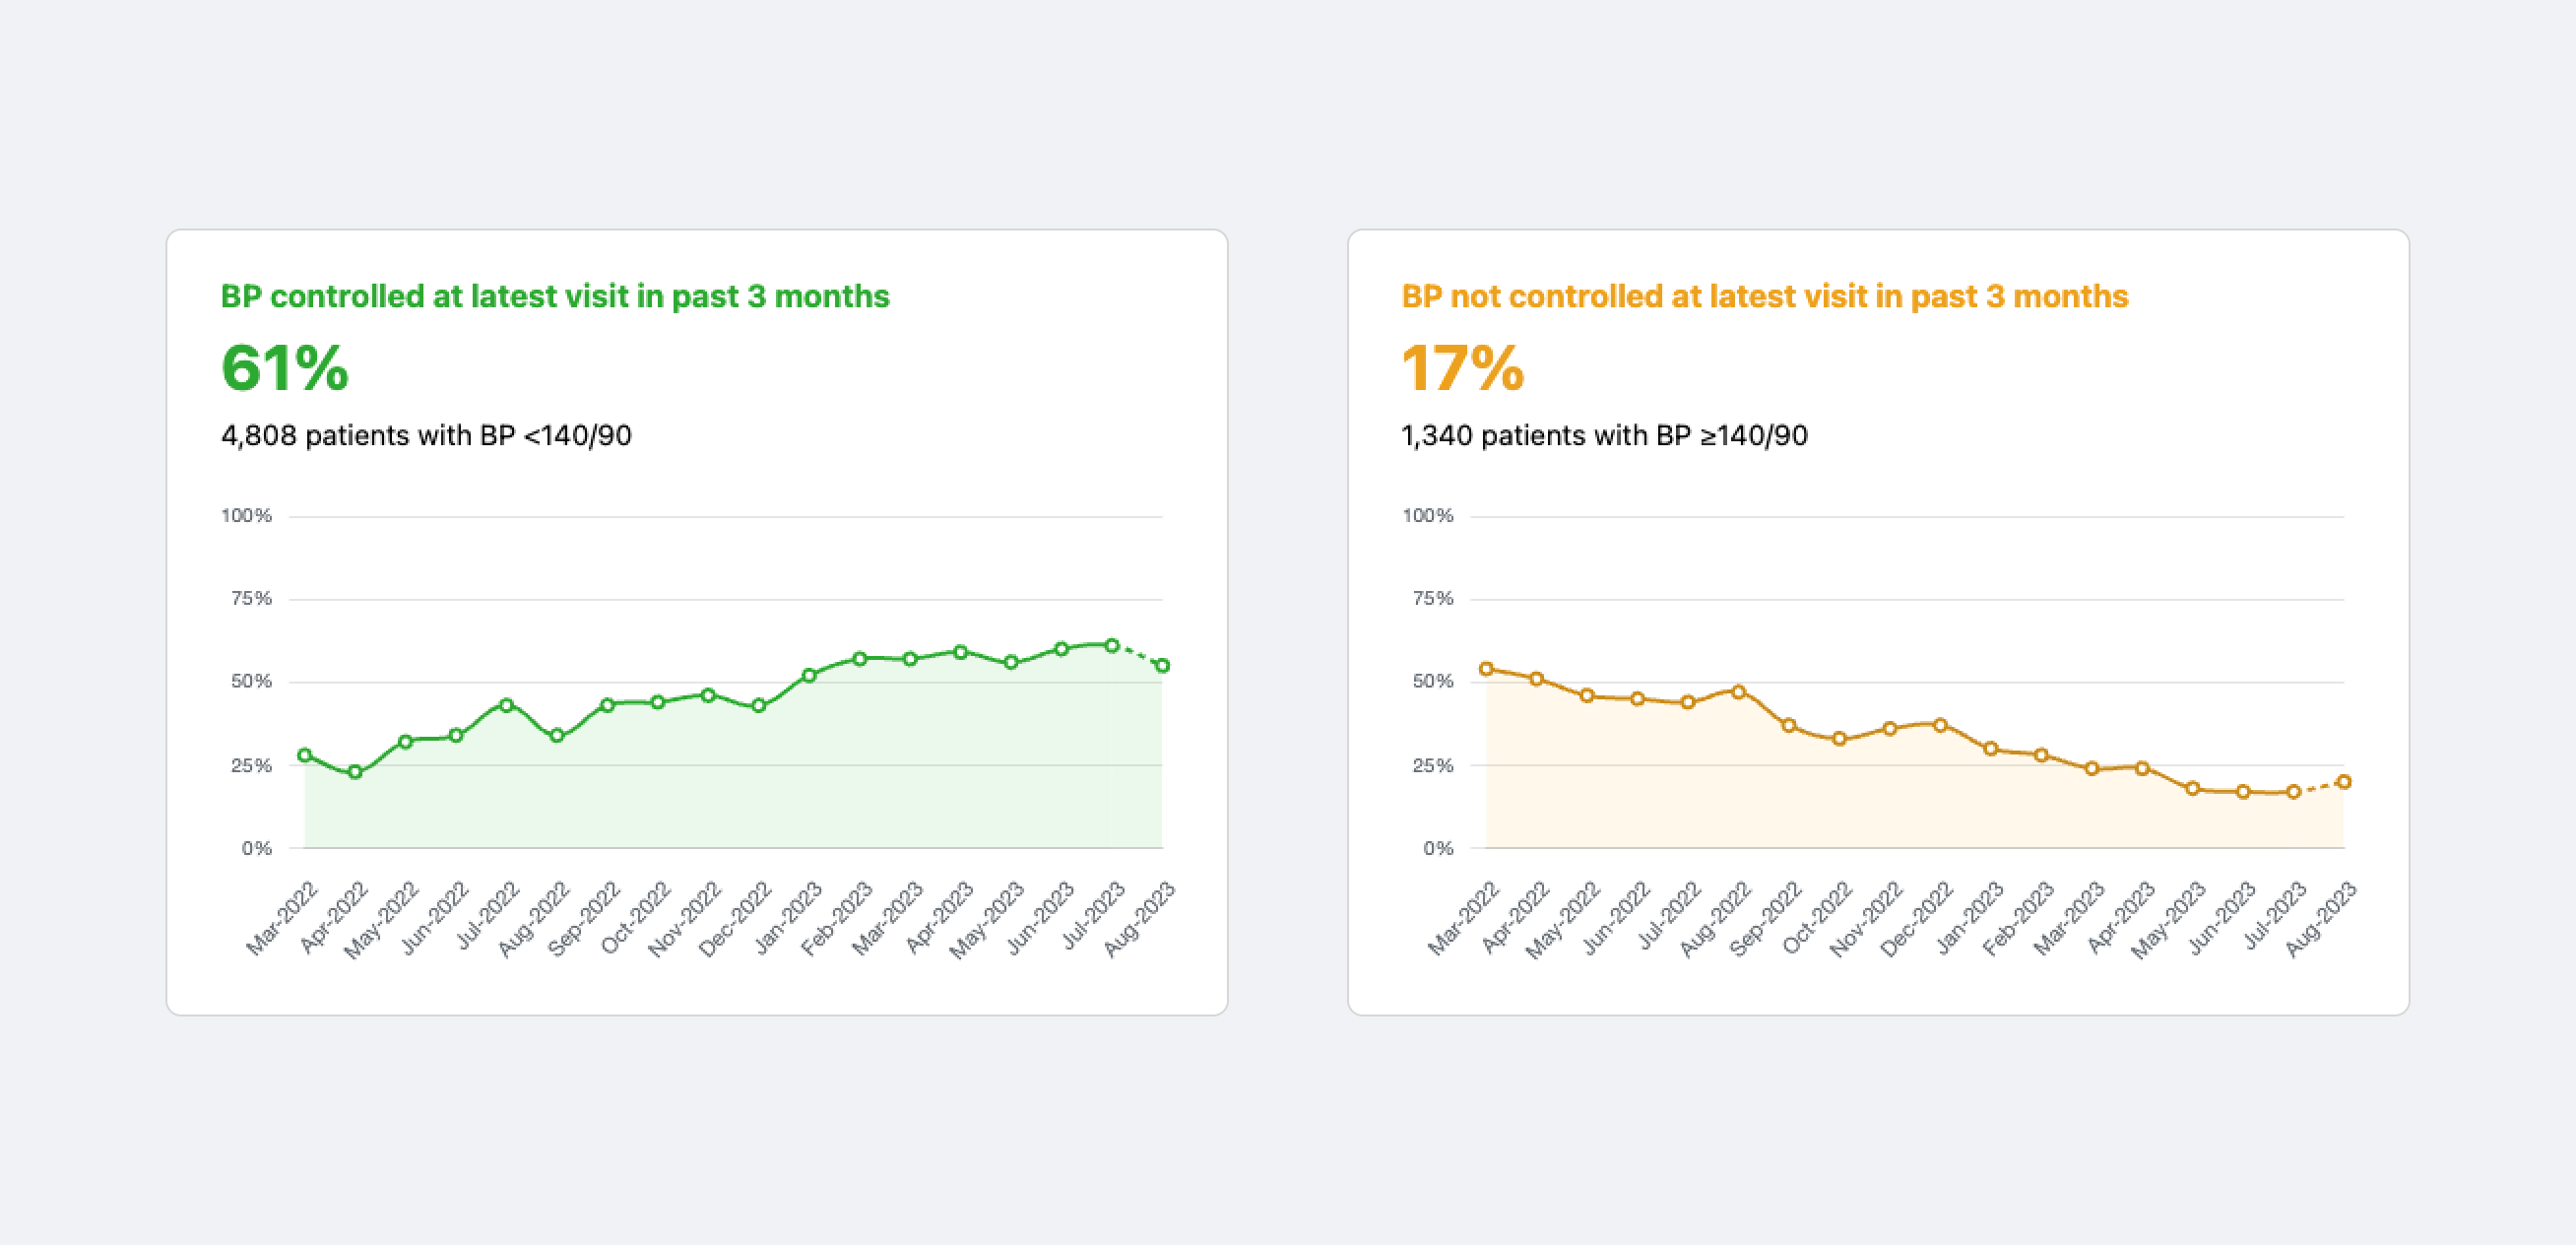 BP controlled at latest visit in past 3 months
61%
4,808 patients with BP <140/90
100%
75%
50%
25%
0%
Mar-2022
Apr-2022
May-2022
Jun-2022
Jul-2022
Aug-2022
Sep-2022
Oct-2022
Nov-2022
Dec-2022
Jan-2023
Feb-2023
Mar-2023
Apr-2023
May-2023
Jun-2023
Jul-2023
Aug-2023
BP not controlled at latest visit in past 3 months
17%
1,340 patients with BP ≥140/90
100%
75%
50%
25%
0%
Mar-2022
Apr-2022
May-2022
Jun-2022
Jul-2022
Aug-2022
Sep-2022
Oct-2022
Nov-2022
Dec-2022
Jan-2023
Feb-2023
Mar-2023
Apr-2023
May-2023
Jun-2023
Jul-2023
Aug-2023